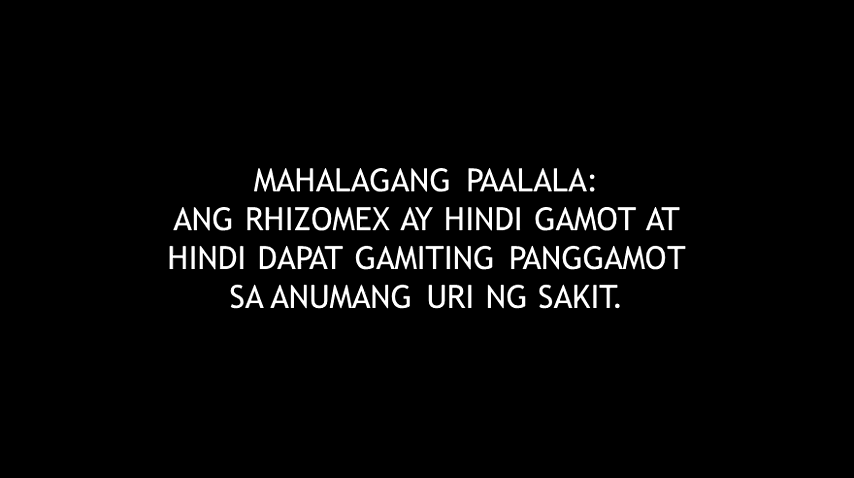 MAHALAGANG PAALALA:
ANG RHIZOMEX AY HINDI GAMOT AT
HINDI DAPAT GAMITING PANGGAMOT
SA ANUMANG URI NG SAKIT.